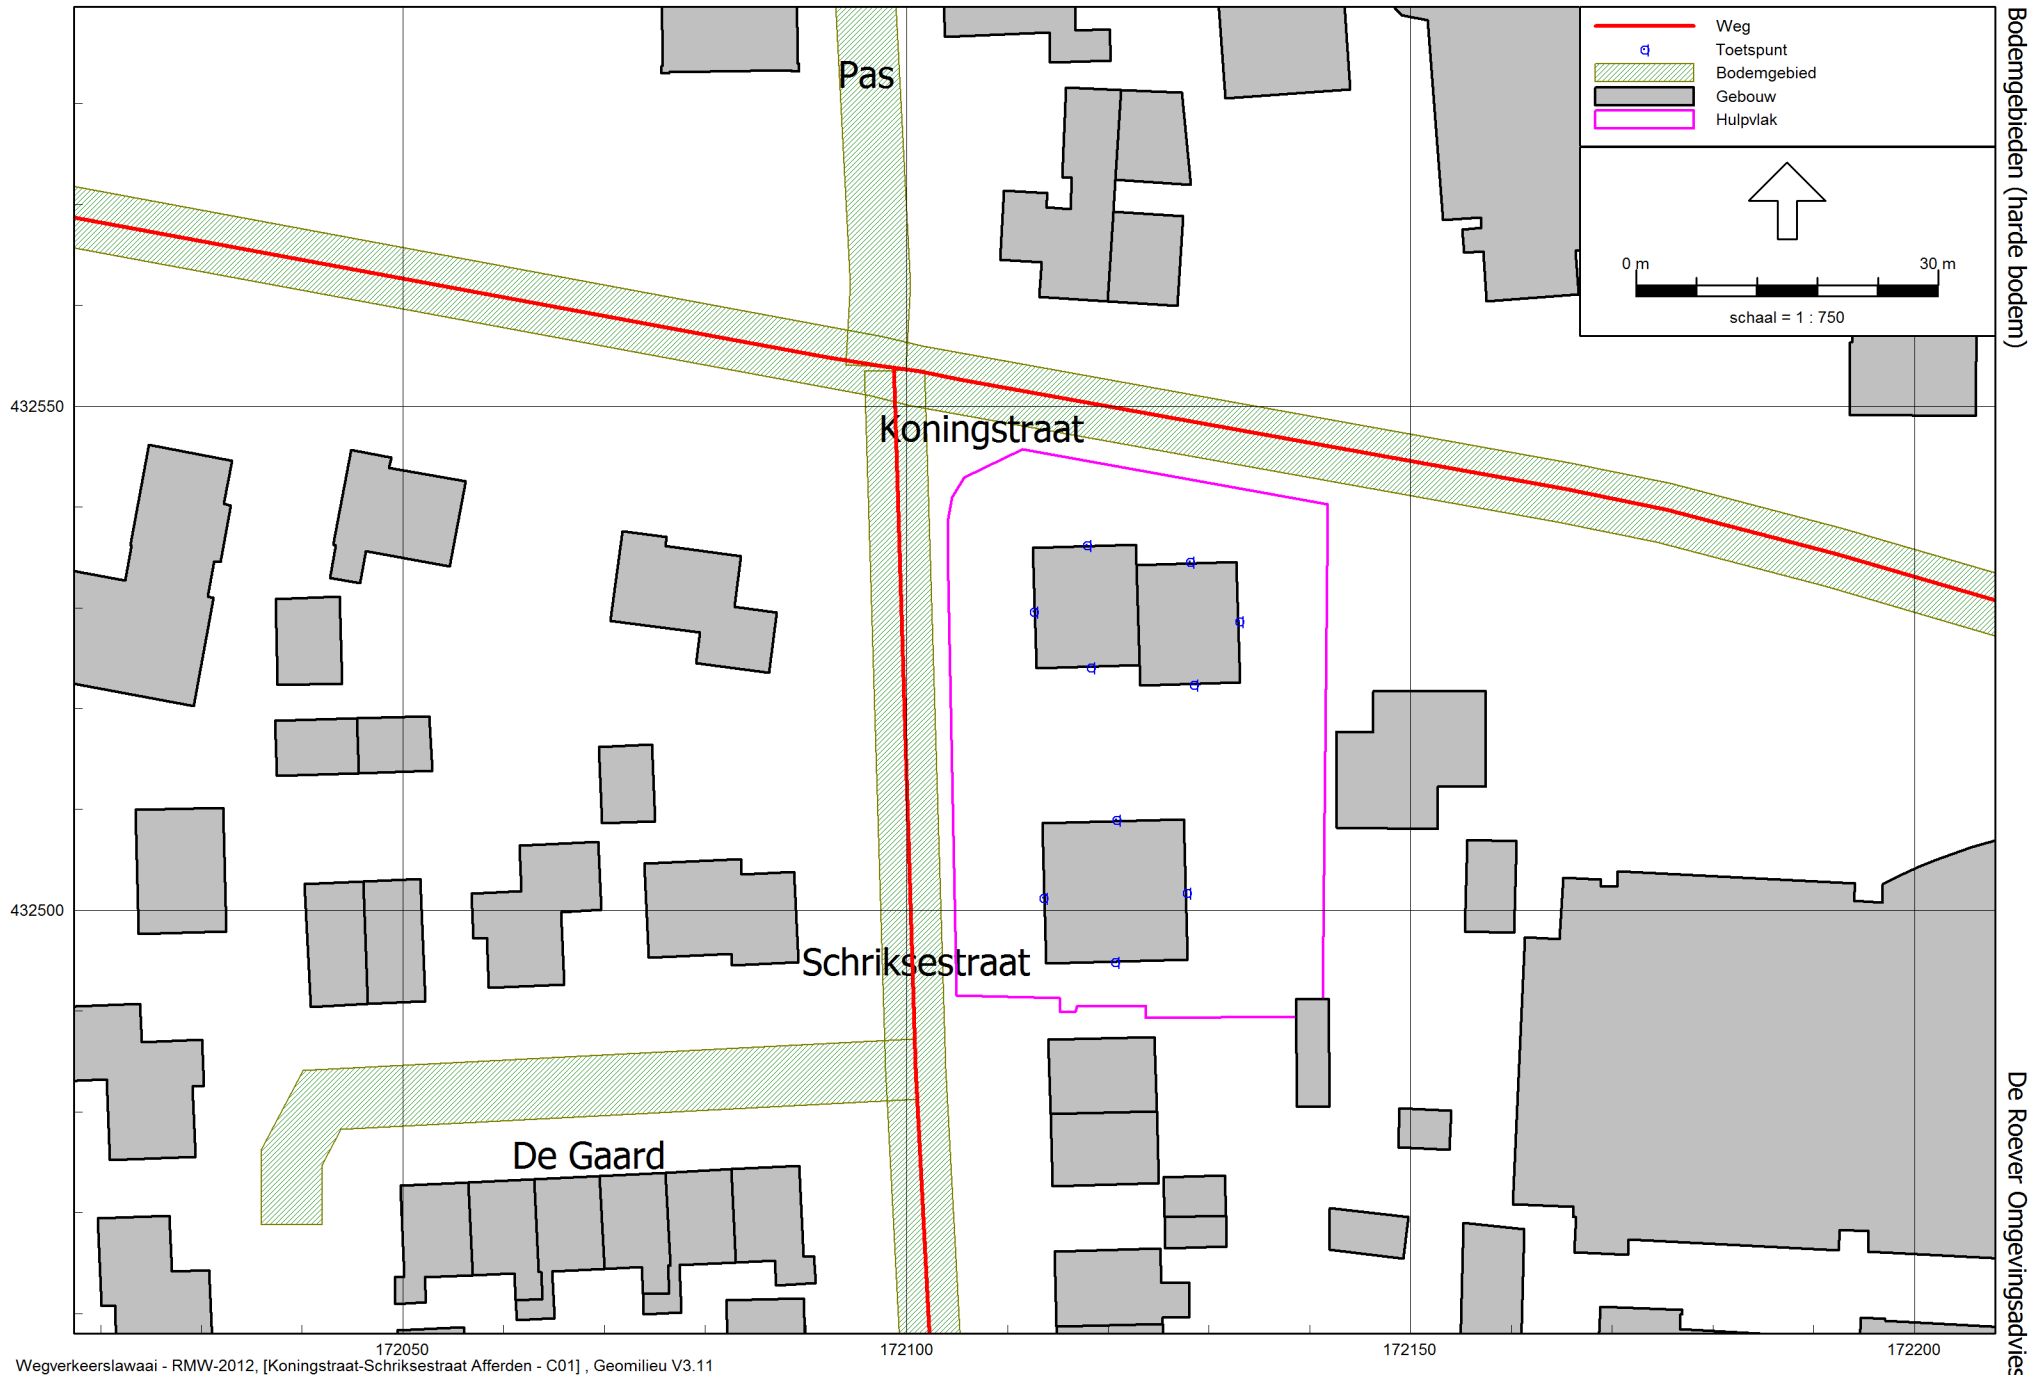 Weg
Toetspunt
Bodemgebied
Gebouw
Hulpvlak
0 m 30 m
schaal = 1 : 750
Pas
Koningstraat
Schriksestraat
De Gaard
432550
432500
172050 172100 172150 172200
Wegverkeerslawaai - RMW-2012, [Koningstraat-Schriksestraat Afferden - C01] , Geomilieu V3.11
Bodemgebieden (harde bodem)
De Roever Omgevingsadvies